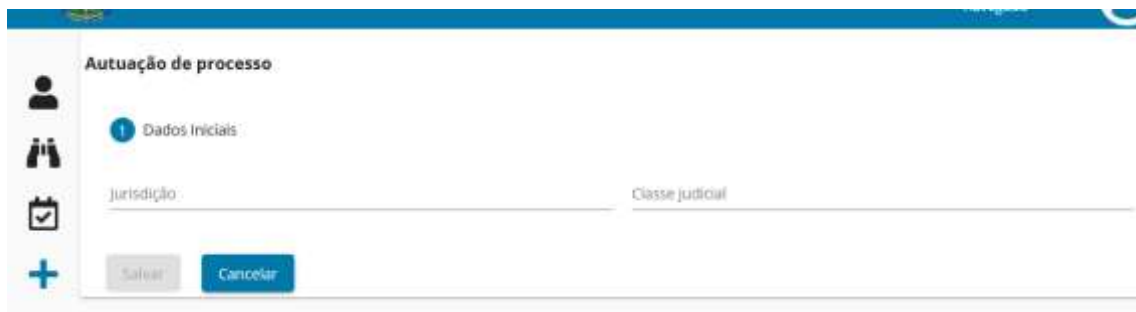 Autuação de processo
1 Dados Iniciais
Jurisdição
Classe judicial
Salvar
Cancelar